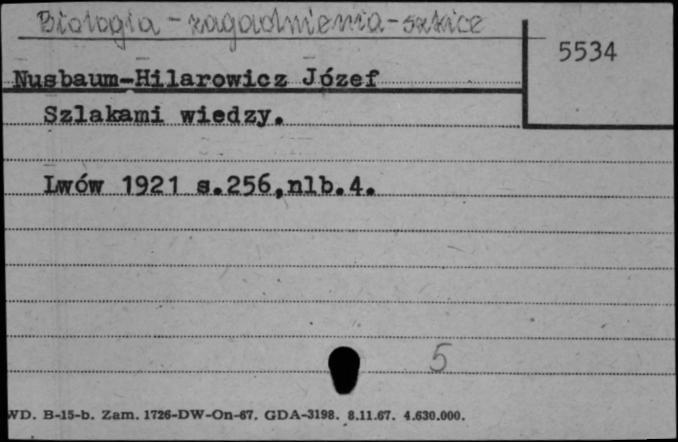 Biologia - zagadnienia - szkice
5534
Nusbaum-Hilarowicz Józef
Szlakami wiedzy.
Lwów 1921 s.256,nlb.4.
5
WD. B-15-b. Zam. 1726-DW-On-67. GDA-3198. 8.11.67. 4.630.000.